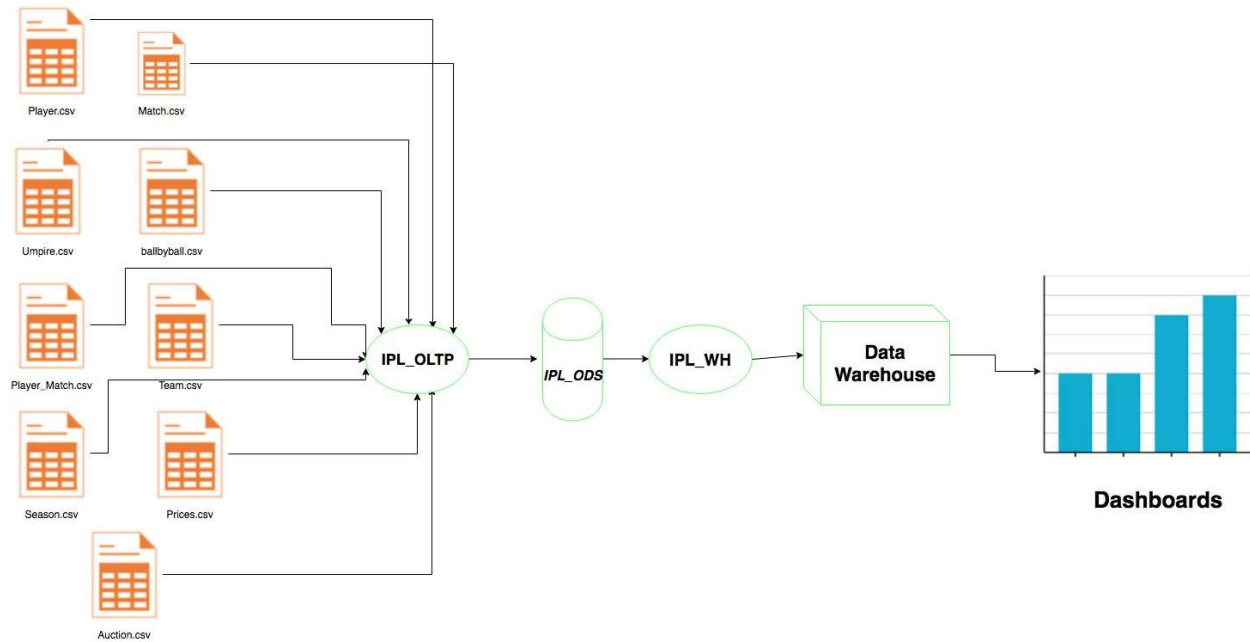 Player.csv
Match.csv
Umpire.csv
ballbyball.csv
Player_Match.csv
Team.csv
Season.csv
Prices.csv
Auction.csv
IPL_OLTP
IPL_ODS
IPL_WH
Data
Warehouse
Dashboards